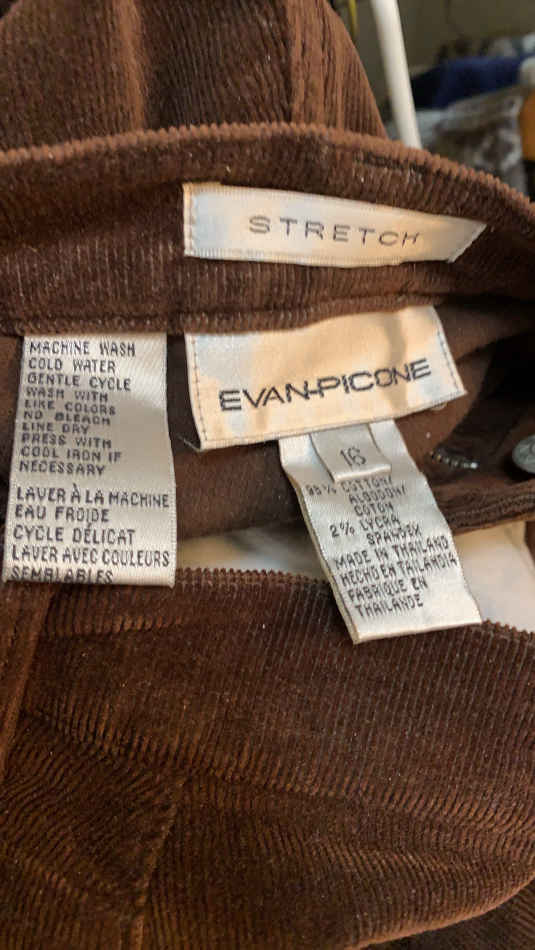 STRETCH
EVAN-PICONE
16
98% COTTON/
ALGODON/
COTON
2% LYCRA
SPANDEX
MADE IN THAILAND
HECHO EN TAILANDIA
FABRIQUE EN
THAILANDE
MACHINE WASH
COLD WATER
GENTLE CYCLE
WASH WITH
LIKE COLORS
NO BLEACH
LINE DRY
PRESS WITH
COOL IRON IF
NECESSARY
LAVER À LA MACHINE
EAU FROIDE
CYCLE DÉLICAT
LAVER AVEC COULEURS
SEMBLABLES